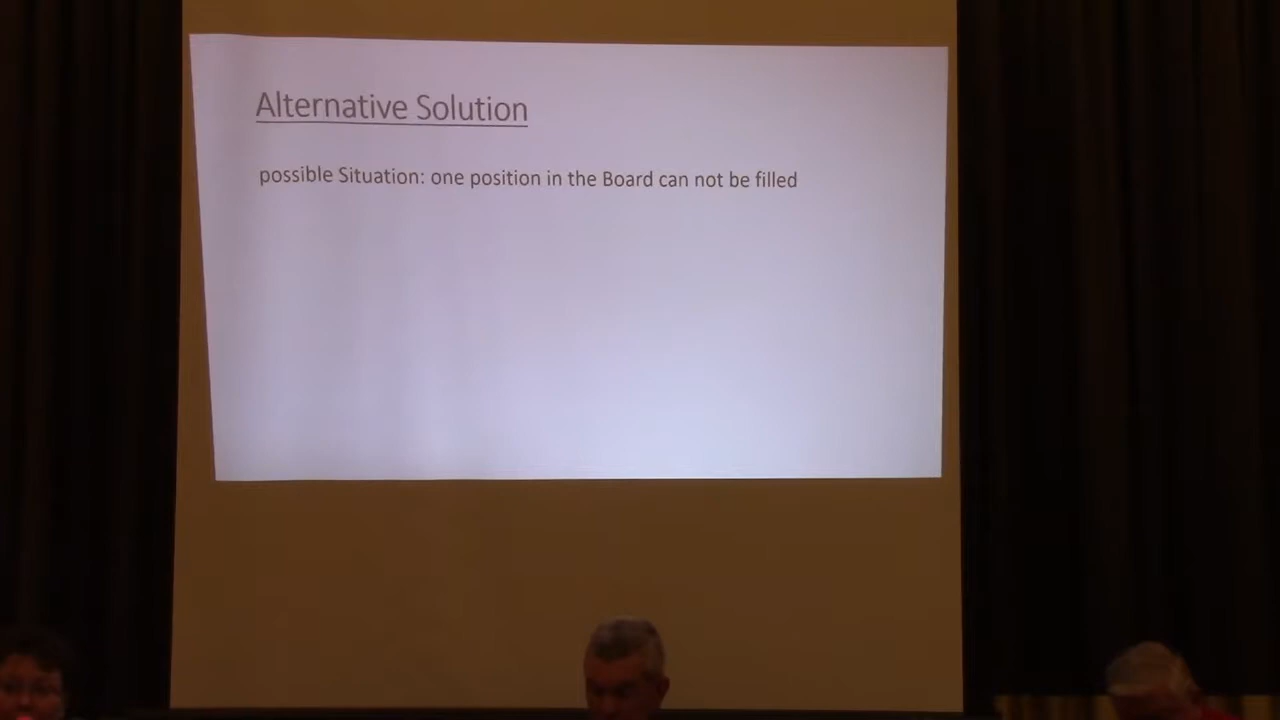 Alternative Solution
possible Situation: one position in the Board can not be filled